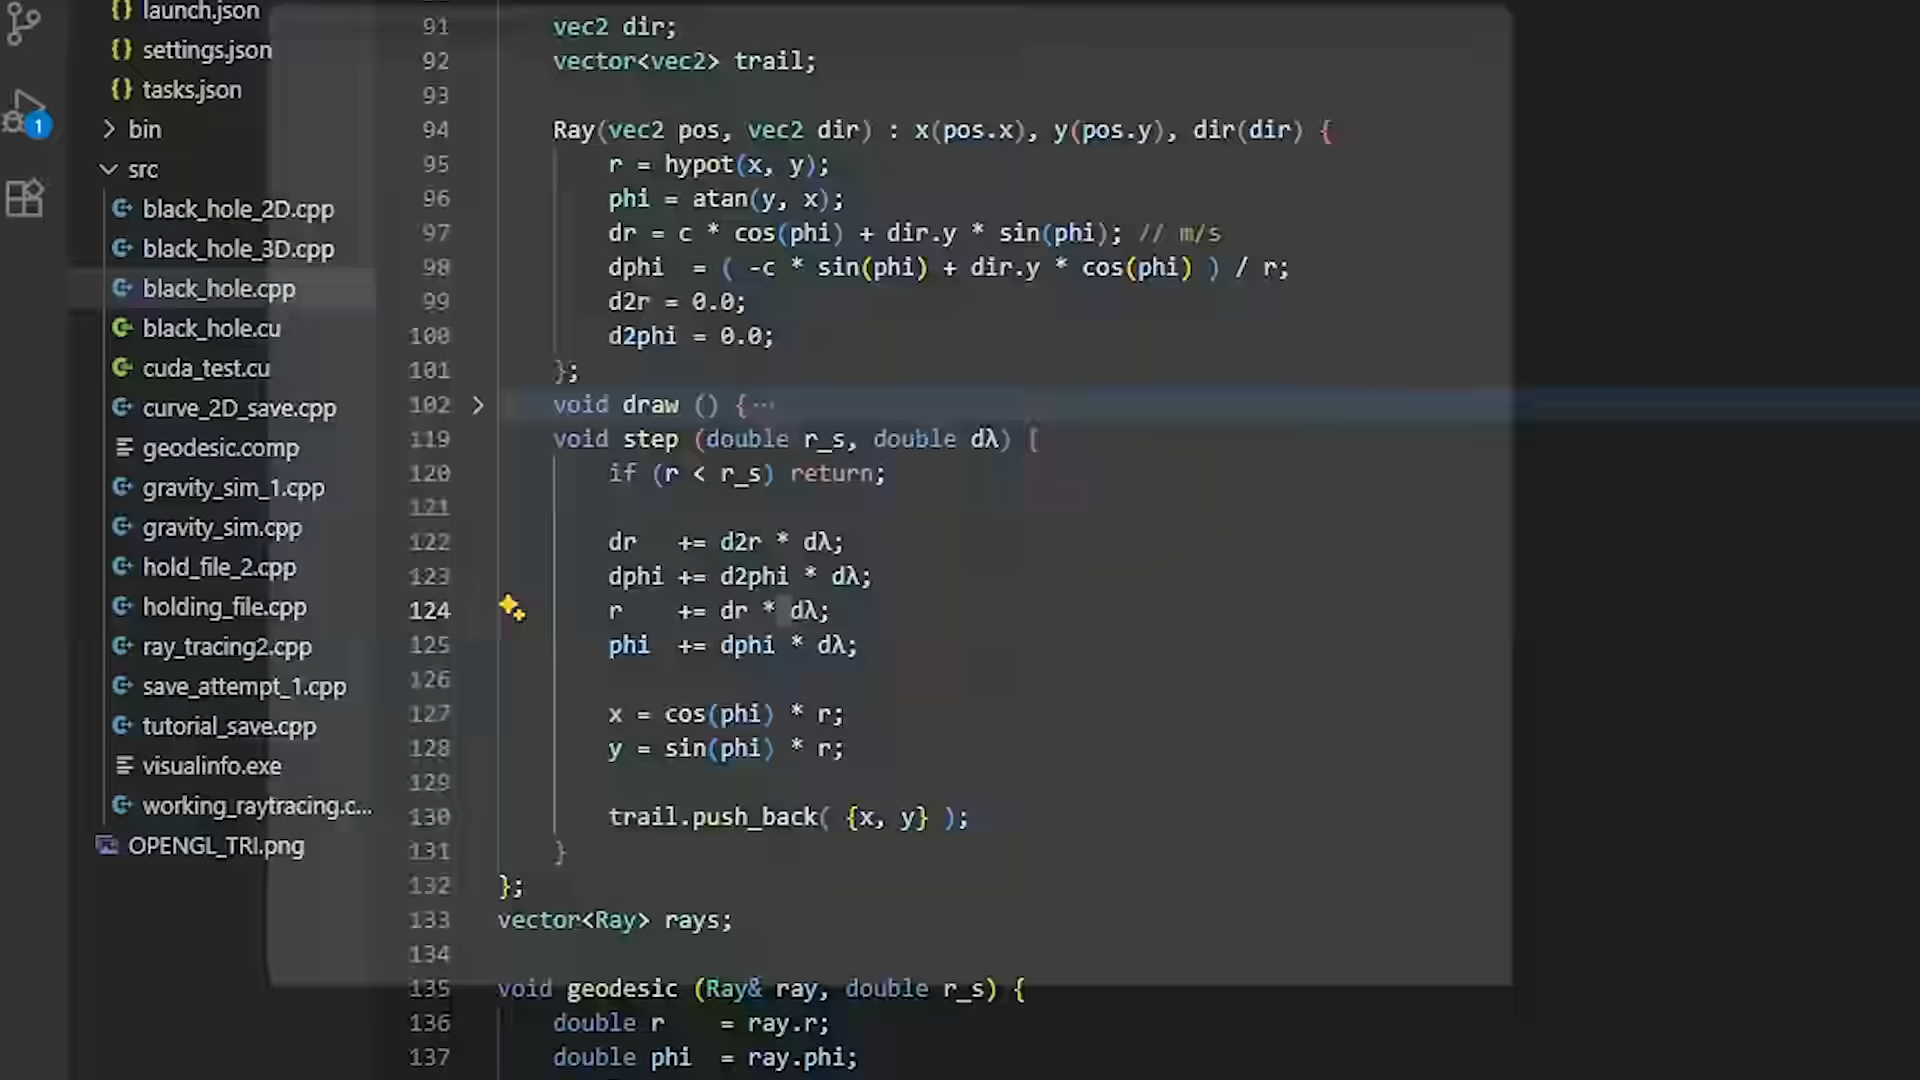 launch.json
settings.json
tasks.json
1
bin
src
black_hole_2D.cpp
black_hole_3D.cpp
black_hole.cpp
black_hole.cu
cuda_test.cu
curve_2D_save.cpp
geodesic.comp
gravity_sim_1.cpp
gravity_sim.cpp
hold_file_2.cpp
holding_file.cpp
ray_tracing2.cpp
save_attempt_1.cpp
tutorial_save.cpp
visualinfo.exe
working_raytracing.c...
OPENGL_TRI.png
91 vec2 dir;
92 vector<vec2> trail;
93
94 Ray(vec2 pos, vec2 dir) : x(pos.x), y(pos.y), dir(dir) {
95 r = hypot(x, y);
96 phi = atan(y, x);
97 dr = c * cos(phi) + dir.y * sin(phi); // m/s
98 dphi = ( -c * sin(phi) + dir.y * cos(phi) ) / r;
99 d2r = 0.0;
100 d2phi = 0.0;
101 };
102 void draw () {···
119 void step (double r_s, double dλ) {
120 if (r < r_s) return;
121
122 dr += d2r * dλ;
123 dphi += d2phi * dλ;
124 r += dr * dλ;
125 phi += dphi * dλ;
126
127 x = cos(phi) * r;
128 y = sin(phi) * r;
129
130 trail.push_back( {x, y} );
131 }
132 };
133 vector<Ray> rays;
134
135 void geodesic (Ray& ray, double r_s) {
136 double r = ray.r;
137 double phi = ray.phi;